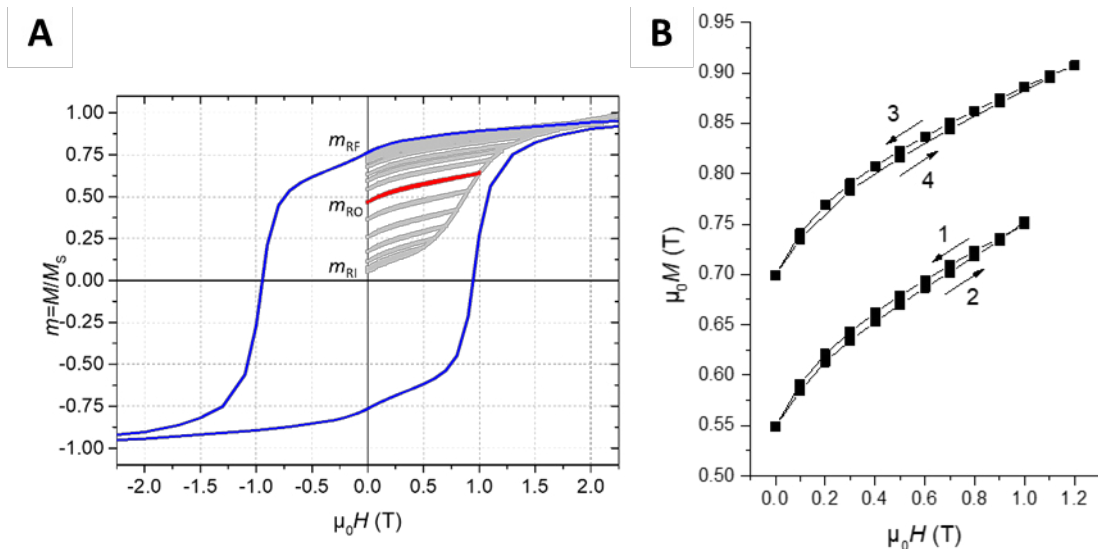 A
m=M/Mₛ
1.00
0.75
0.50
0.25
0.00
-0.25
-0.50
-0.75
-1.00
m_RF
m_RO
m_RI
-2.0 -1.5 -1.0 -0.5 0.0 0.5 1.0 1.5 2.0
μ₀H (T)
B
μ₀M (T)
0.95
0.90
0.85
0.80
0.75
0.70
0.65
0.60
0.55
0.50
3
4
1
2
0.0 0.2 0.4 0.6 0.8 1.0 1.2
μ₀H (T)